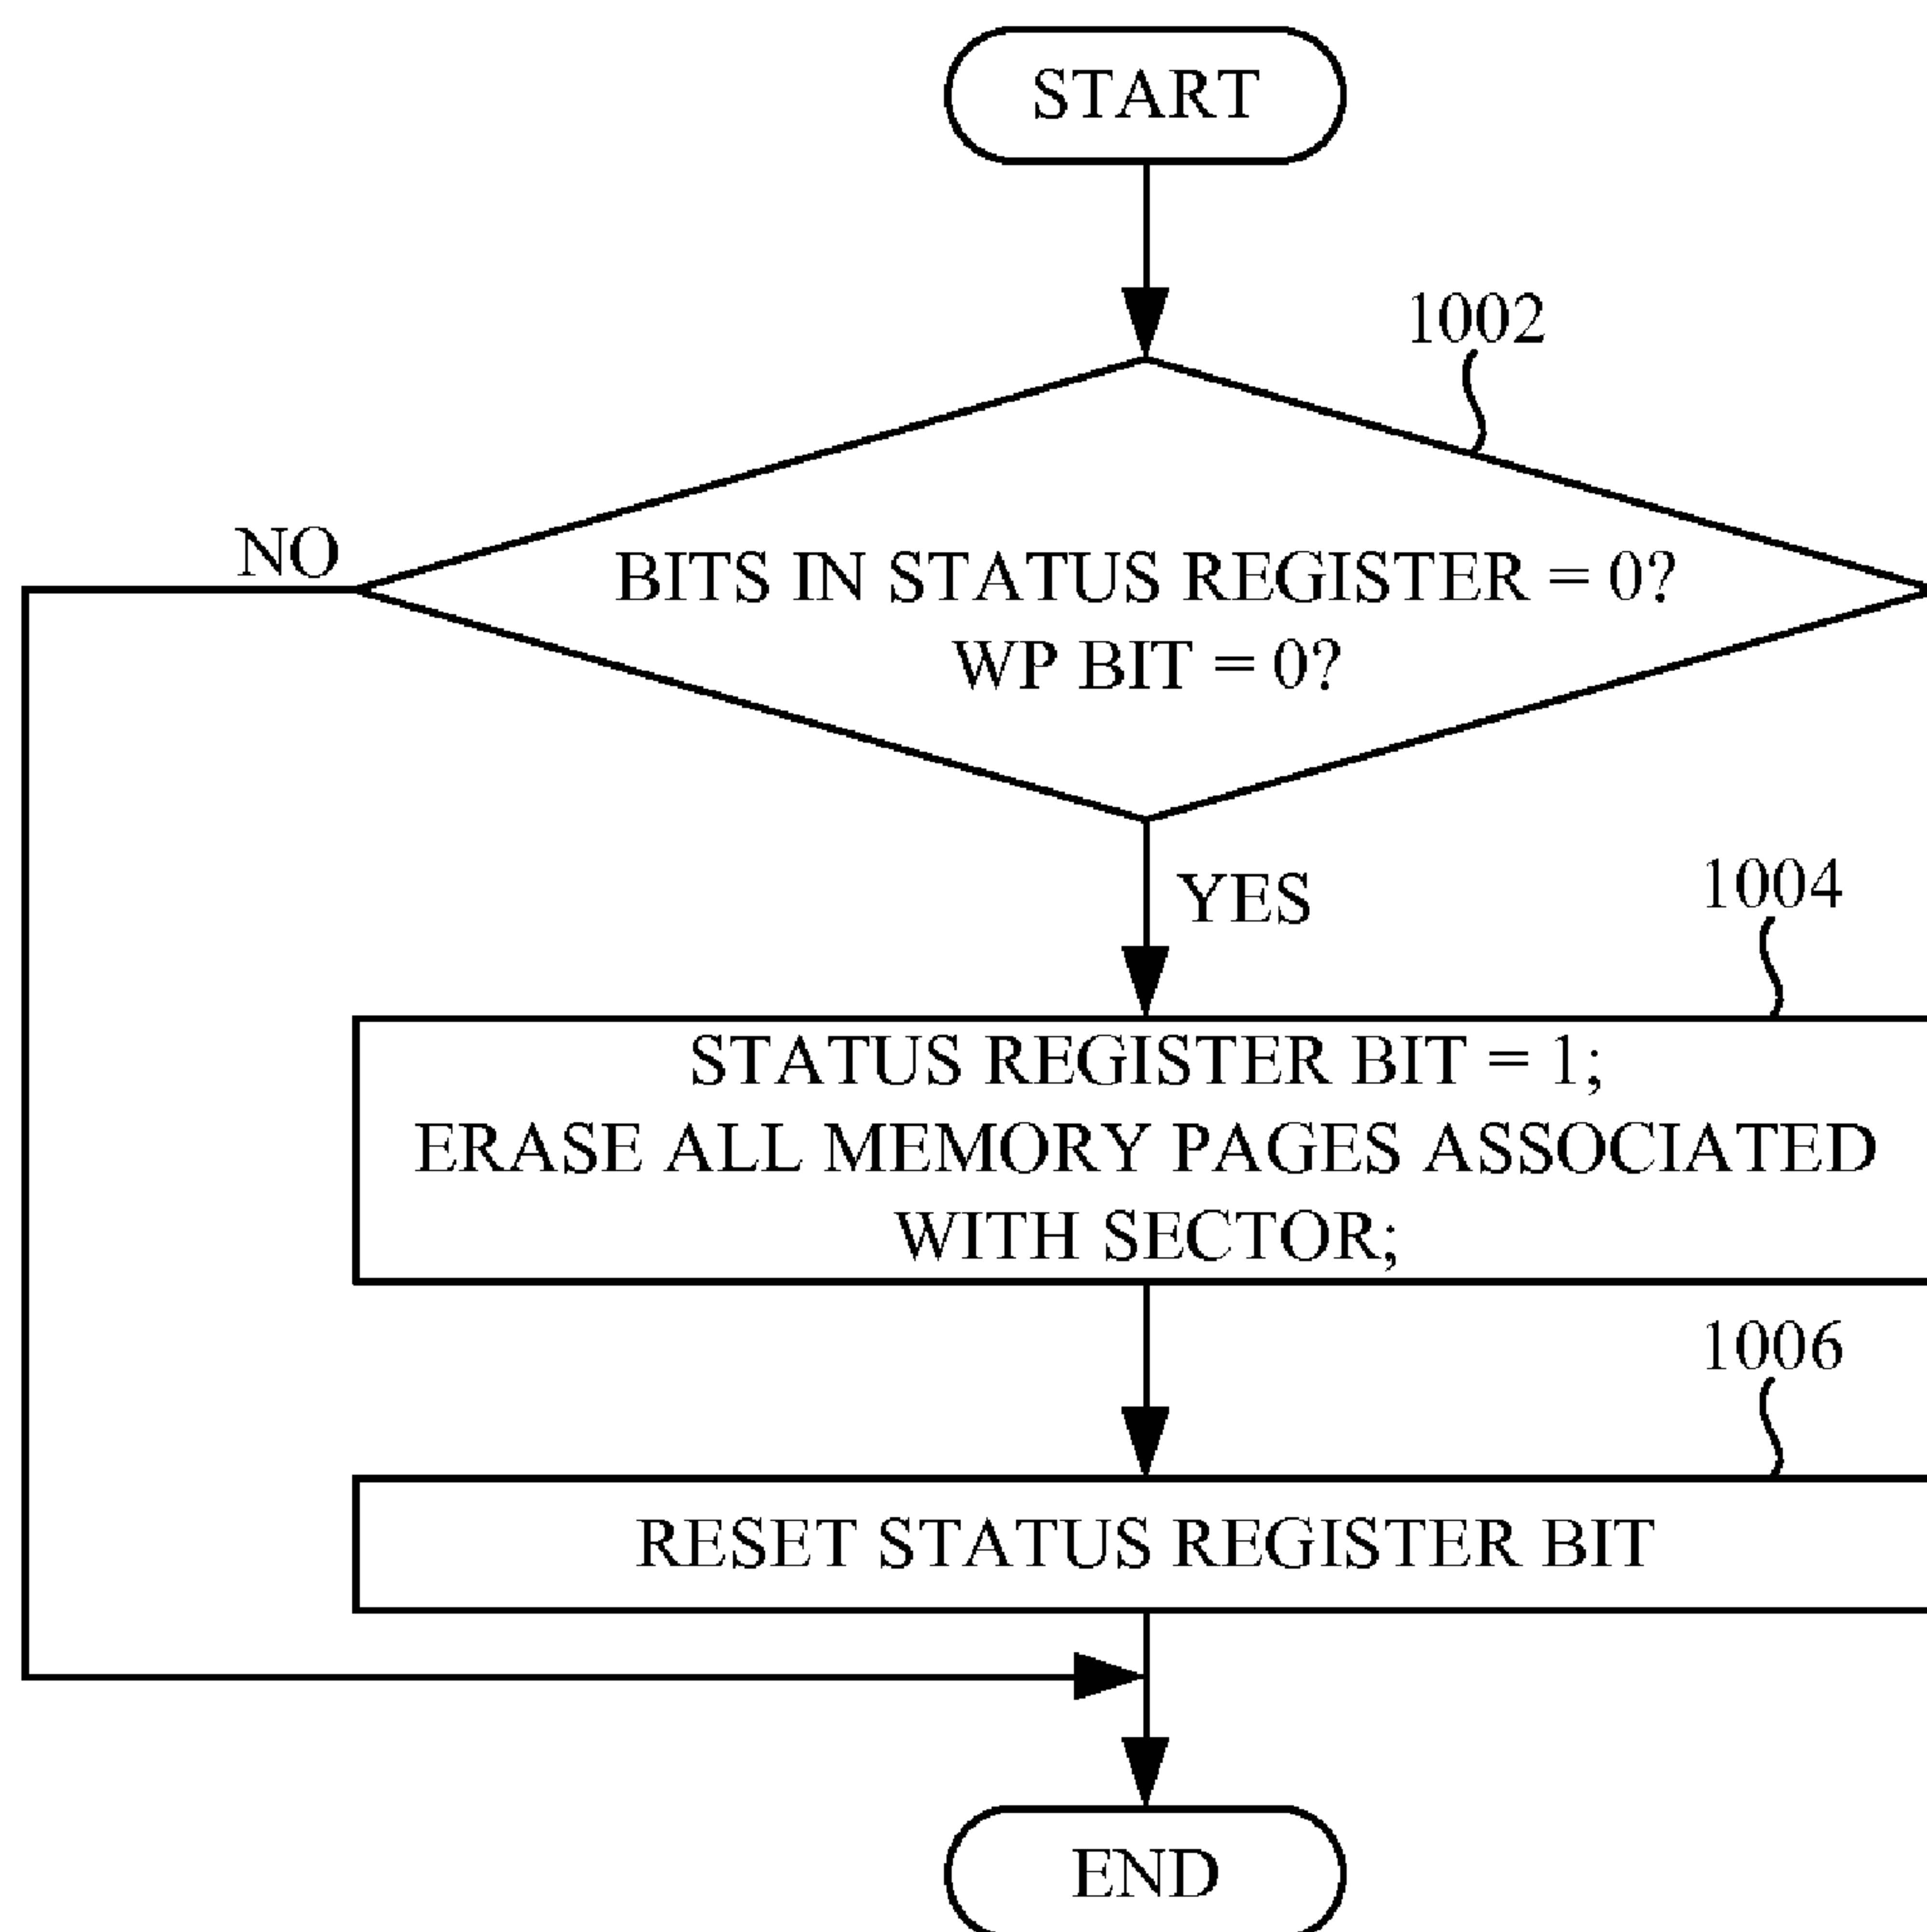 START
1002
NO
BITS IN STATUS REGISTER = 0?
WP BIT = 0?
YES
1004
STATUS REGISTER BIT = 1;
ERASE ALL MEMORY PAGES ASSOCIATED
WITH SECTOR;
1006
RESET STATUS REGISTER BIT
END